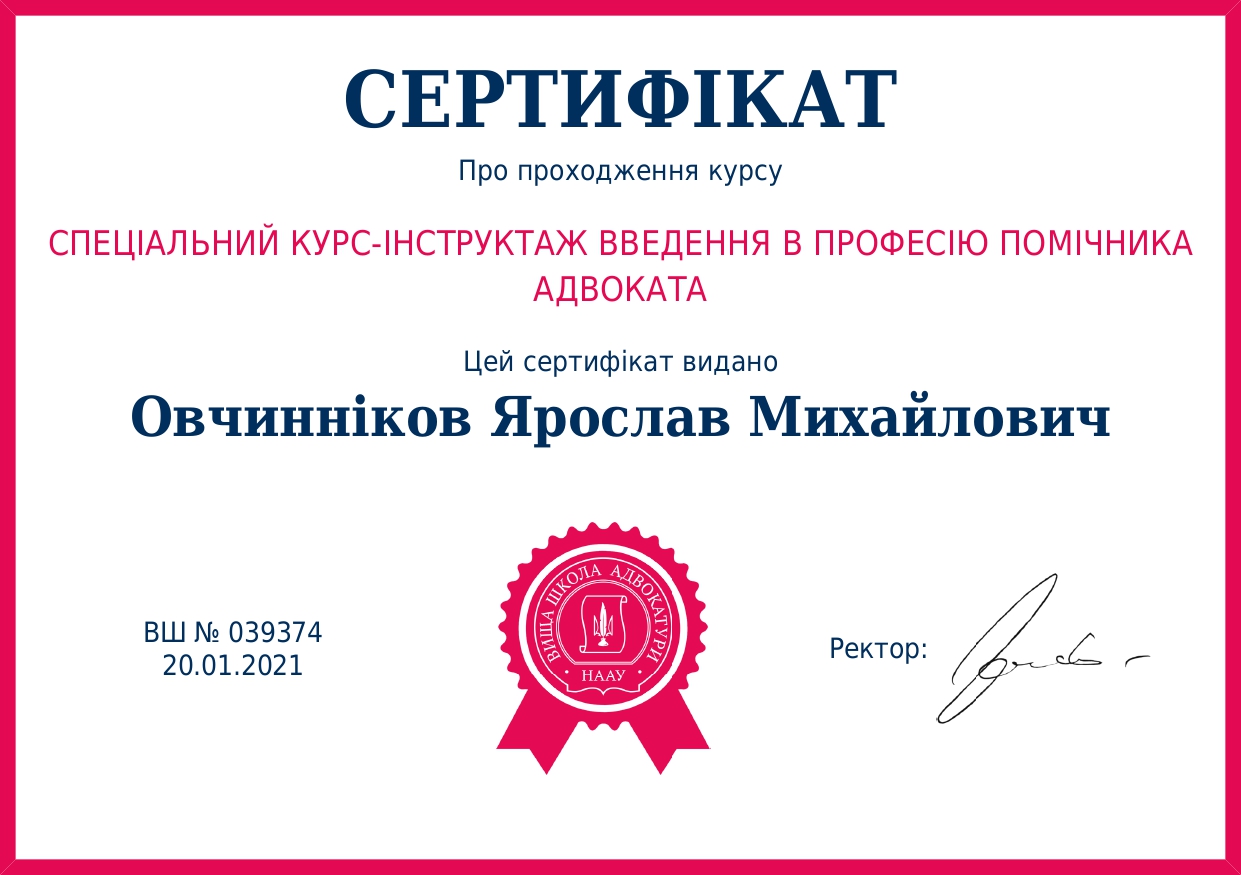 СЕРТИФІКАТ
Про проходження курсу
СПЕЦІАЛЬНИЙ КУРС-ІНСТРУКТАЖ ВВЕДЕННЯ В ПРОФЕСІЮ ПОМІЧНИКА
АДВОКАТА
Цей сертифікат видано
Овчинніков Ярослав Михайлович
ВИЩА ШКОЛА АДВОКАТУРИ
· НААУ ·
ВШ № 039374
20.01.2021
Ректор: